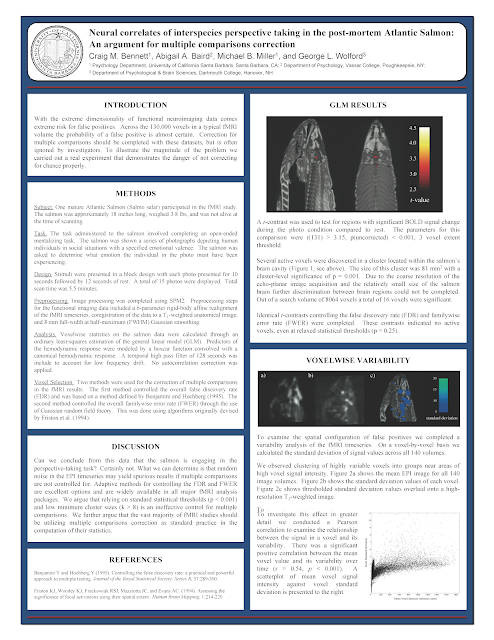 Neural correlates of interspecies perspective taking in the post-mortem Atlantic Salmon:
An argument for multiple comparisons correction
Craig M. Bennett¹, Abigail A. Baird², Michael B. Miller¹, and George L. Wolford³
¹ Psychology Department, University of California Santa Barbara, Santa Barbara, CA; ² Department of Psychology, Vassar College, Poughkeepsie, NY;
³ Department of Psychological & Brain Sciences, Dartmouth College, Hanover, NH
INTRODUCTION
With the extreme dimensionality of functional neuroimaging data comes
extreme risk for false positives. Across the 130,000 voxels in a typical fMRI
volume the probability of a false positive is almost certain. Correction for
multiple comparisons should be completed with these datasets, but is often
ignored by investigators. To illustrate the magnitude of the problem we
carried out a real experiment that demonstrates the danger of not correcting
for chance properly.
METHODS
Subject. One mature Atlantic Salmon (Salmo salar) participated in the fMRI study.
The salmon was approximately 18 inches long, weighed 3.8 lbs, and was not alive at
the time of scanning.
Task. The task administered to the salmon involved completing an open-ended
mentalizing task. The salmon was shown a series of photographs depicting human
individuals in social situations with a specified emotional valence. The salmon was
asked to determine what emotion the individual in the photo must have been
experiencing.
Design. Stimuli were presented in a block design with each photo presented for 10
seconds followed by 12 seconds of rest. A total of 15 photos were displayed. Total
scan time was 5.5 minutes.
Preprocessing. Image processing was completed using SPM2. Preprocessing steps
for the functional imaging data included a 6-parameter rigid-body affine realignment
of the fMRI timeseries, coregistration of the data to a T₁-weighted anatomical image,
and 8 mm full-width at half-maximum (FWHM) Gaussian smoothing.
Analysis. Voxelwise statistics on the salmon data were calculated through an
ordinary least-squares estimation of the general linear model (GLM). Predictors of
the hemodynamic response were modeled by a boxcar function convolved with a
canonical hemodynamic response. A temporal high pass filter of 128 seconds was
include to account for low frequency drift. No autocorrelation correction was
applied.
Voxel Selection. Two methods were used for the correction of multiple comparisons
in the fMRI results. The first method controlled the overall false discovery rate
(FDR) and was based on a method defined by Benjamini and Hochberg (1995). The
second method controlled the overall familywise error rate (FWER) through the use
of Gaussian random field theory. This was done using algorithms originally devised
by Friston et al. (1994).
DISCUSSION
Can we conclude from this data that the salmon is engaging in the
perspective-taking task? Certainly not. What we can determine is that random
noise in the EPI timeseries may yield spurious results if multiple comparisons
are not controlled for. Adaptive methods for controlling the FDR and FWER
are excellent options and are widely available in all major fMRI analysis
packages. We argue that relying on standard statistical thresholds (p < 0.001)
and low minimum cluster sizes (k > 8) is an ineffective control for multiple
comparisons. We further argue that the vast majority of fMRI studies should
be utilizing multiple comparisons correction as standard practice in the
computation of their statistics.
REFERENCES
Benjamini Y and Hochberg Y (1995). Controlling the false discovery rate: a practical and powerful
approach to multiple testing. Journal of the Royal Statistical Society: Series B, 57:289-300.
Friston KJ, Worsley KJ, Frackowiak RSJ, Mazziotta JC, and Evans AC. (1994). Assessing the
significance of focal activations using their spatial extent. Human Brain Mapping, 1:214-220.
GLM RESULTS
4.5
4.0
3.5
3.0
2.5
t-value
A t-contrast was used to test for regions with significant BOLD signal change
during the photo condition compared to rest. The parameters for this
comparison were t(131) > 3.15, p(uncorrected) < 0.001, 3 voxel extent
threshold.
Several active voxels were discovered in a cluster located within the salmon's
brain cavity (Figure 1, see above). The size of this cluster was 81 mm³ with a
cluster-level significance of p = 0.001. Due to the coarse resolution of the
echo-planar image acquisition and the relatively small size of the salmon
brain further discrimination between brain regions could not be completed.
Out of a search volume of 8064 voxels a total of 16 voxels were significant.
Identical t-contrasts controlling the false discovery rate (FDR) and familywise
error rate (FWER) were completed. These contrasts indicated no active
voxels, even at relaxed statistical thresholds (p = 0.25).
VOXELWISE VARIABILITY
a)
b)
c)
standard deviation
To examine the spatial configuration of false positives we completed a
variability analysis of the fMRI timeseries. On a voxel-by-voxel basis we
calculated the standard deviation of signal values across all 140 volumes.
We observed clustering of highly variable voxels into groups near areas of
high voxel signal intensity. Figure 2a shows the mean EPI image for all 140
image volumes. Figure 2b shows the standard deviation values of each voxel.
Figure 2c shows thresholded standard deviation values overlaid onto a high-
resolution T₁-weighted image.
To
To investigate this effect in greater
detail we conducted a Pearson
correlation to examine the relationship
between the signal in a voxel and its
variability. There was a significant
positive correlation between the mean
voxel value and its variability over
time (r = 0.54, p < 0.001). A
scatterplot of mean voxel signal
intensity against voxel standard
deviation is presented to the right.